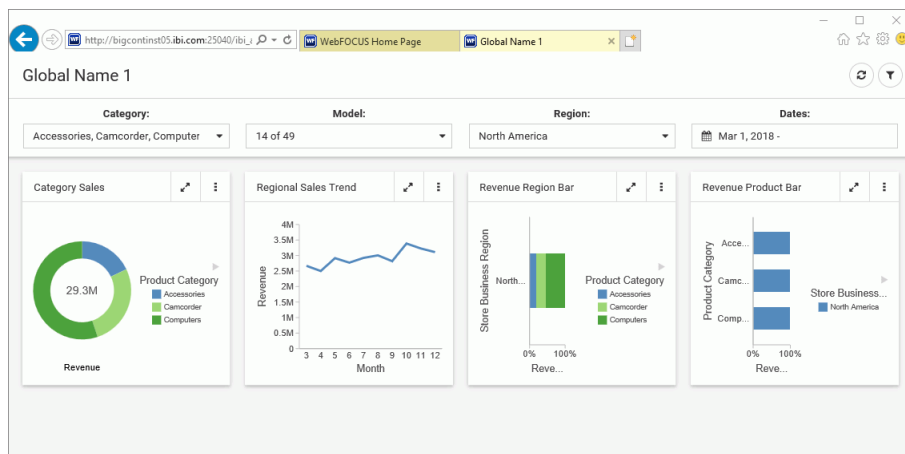 http://bigcontinst05.ibi.com:25040/ibi_a
WebFOCUS Home Page
Global Name 1
Global Name 1
Category:
Model:
Region:
Dates:
Accessories, Camcorder, Computer
14 of 49
North America
Mar 1, 2018 -
Category Sales
29.3M
Product Category
Accessories
Camcorder
Computers
Revenue
Regional Sales Trend
Revenue
4M
3.5M
3M
2.5M
2M
1.5M
1M
0.5M
0
3 4 5 6 7 8 9 10 11 12
Month
Revenue Region Bar
Store Business Region
North...
0% 100%
Reve...
Product Category
Accessories
Camcorder
Computers
Revenue Product Bar
Product Category
Acce...
Camc...
Comp...
0% 100%
Reve...
Store Business...
North America